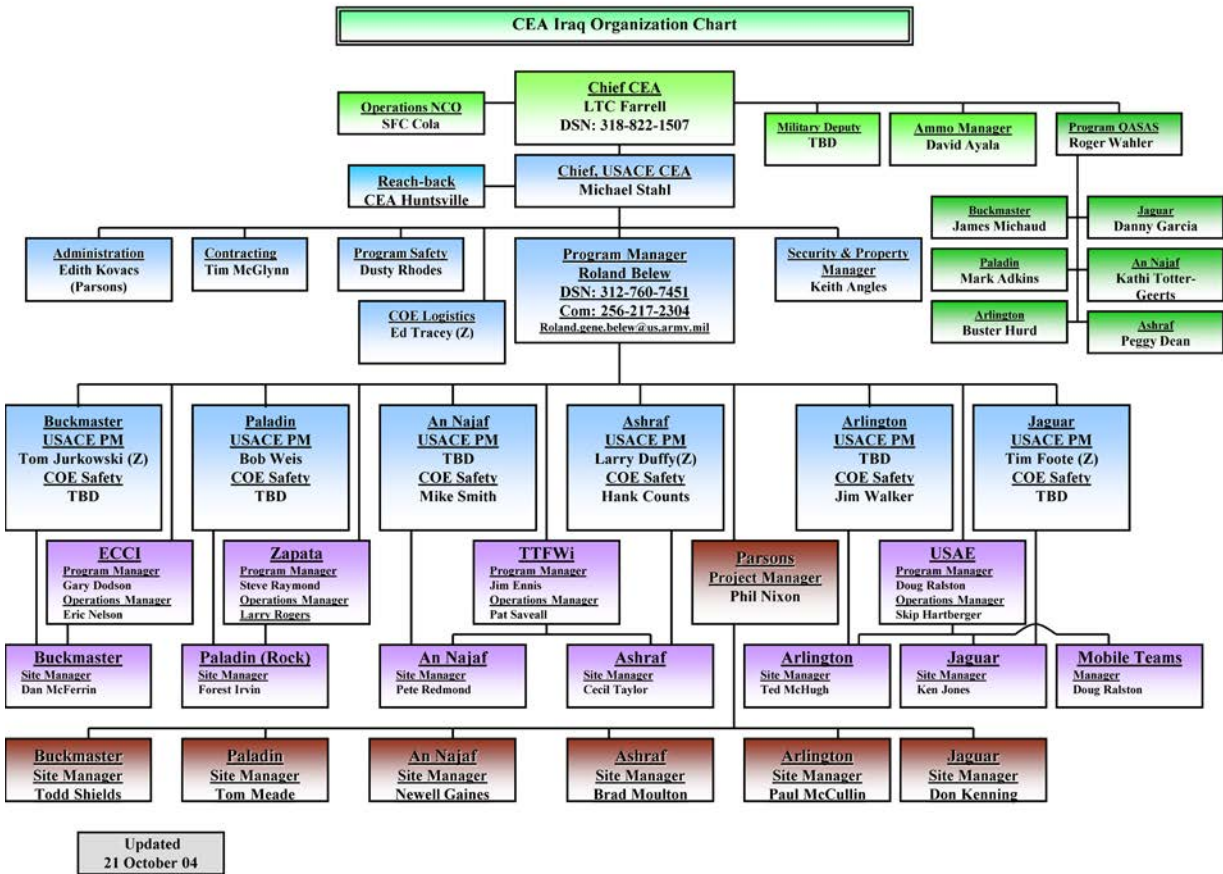 CEA Iraq Organization Chart
Chief CEA
LTC Farrell
DSN: 318-822-1507
Operations NCO
SFC Cola
Military Deputy
TBD
Ammo Manager
David Ayala
Program QASAS
Roger Wahler
Chief, USACE CEA
Michael Stahl
Reach-back
CEA Huntsville
Buckmaster
James Michaud
Jaguar
Danny Garcia
Paladin
Mark Adkins
An Najaf
Kathi Totter-
Geerts
Arlington
Buster Hurd
Ashraf
Peggy Dean
Administration
Edith Kovacs
(Parsons)
Contracting
Tim McGlynn
Program Safety
Dusty Rhodes
COE Logistics
Ed Tracey (Z)
Program Manager
Roland Belew
DSN: 312-760-7451
Com: 256-217-2304
Roland.gene.belew@us.army.mil
Security & Property
Manager
Keith Angles
Buckmaster
USACE PM
Tom Jurkowski (Z)
COE Safety
TBD
Paladin
USACE PM
Bob Weis
COE Safety
TBD
An Najaf
USACE PM
TBD
COE Safety
Mike Smith
Ashraf
USACE PM
Larry Duffy(Z)
COE Safety
Hank Counts
Arlington
USACE PM
TBD
COE Safety
Jim Walker
Jaguar
USACE PM
Tim Foote (Z)
COE Safety
TBD
ECCI
Program Manager
Gary Dodson
Operations Manager
Eric Nelson
Zapata
Program Manager
Steve Raymond
Operations Manager
Larry Rogers
TTFWi
Program Manager
Jim Ennis
Operations Manager
Pat Saveall
Parsons
Project Manager
Phil Nixon
USAE
Program Manager
Doug Ralston
Operations Manager
Skip Hartberger
Buckmaster
Site Manager
Dan McFerrin
Paladin (Rock)
Site Manager
Forest Irvin
An Najaf
Site Manager
Pete Redmond
Ashraf
Site Manager
Cecil Taylor
Arlington
Site Manager
Ted McHugh
Jaguar
Site Manager
Ken Jones
Mobile Teams
Manager
Doug Ralston
Buckmaster
Site Manager
Todd Shields
Paladin
Site Manager
Tom Meade
An Najaf
Site Manager
Newell Gaines
Ashraf
Site Manager
Brad Moulton
Arlington
Site Manager
Paul McCullin
Jaguar
Site Manager
Don Kenning
Updated
21 October 04